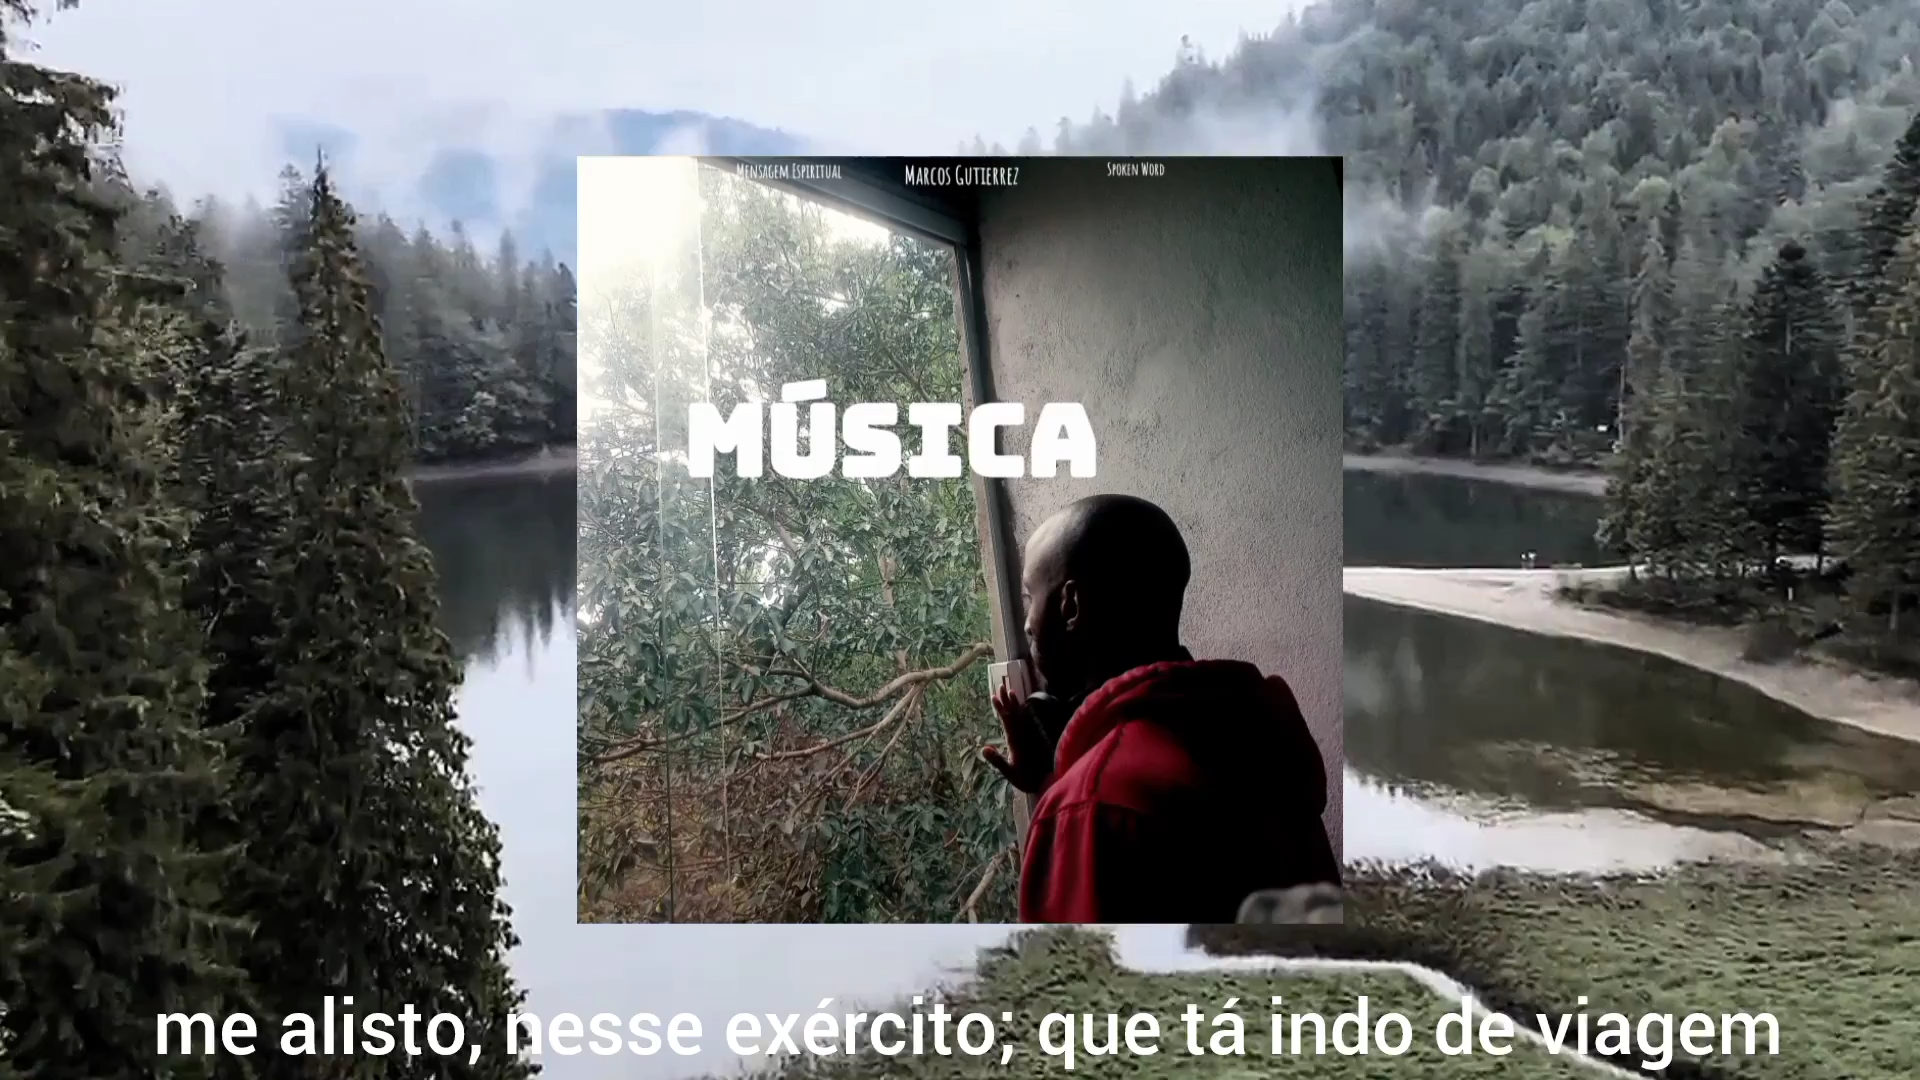 Mensagem Espiritual Marcos Gutierrez Spoken Word
MÚSICA
me alisto, nesse exército; que tá indo de viagem